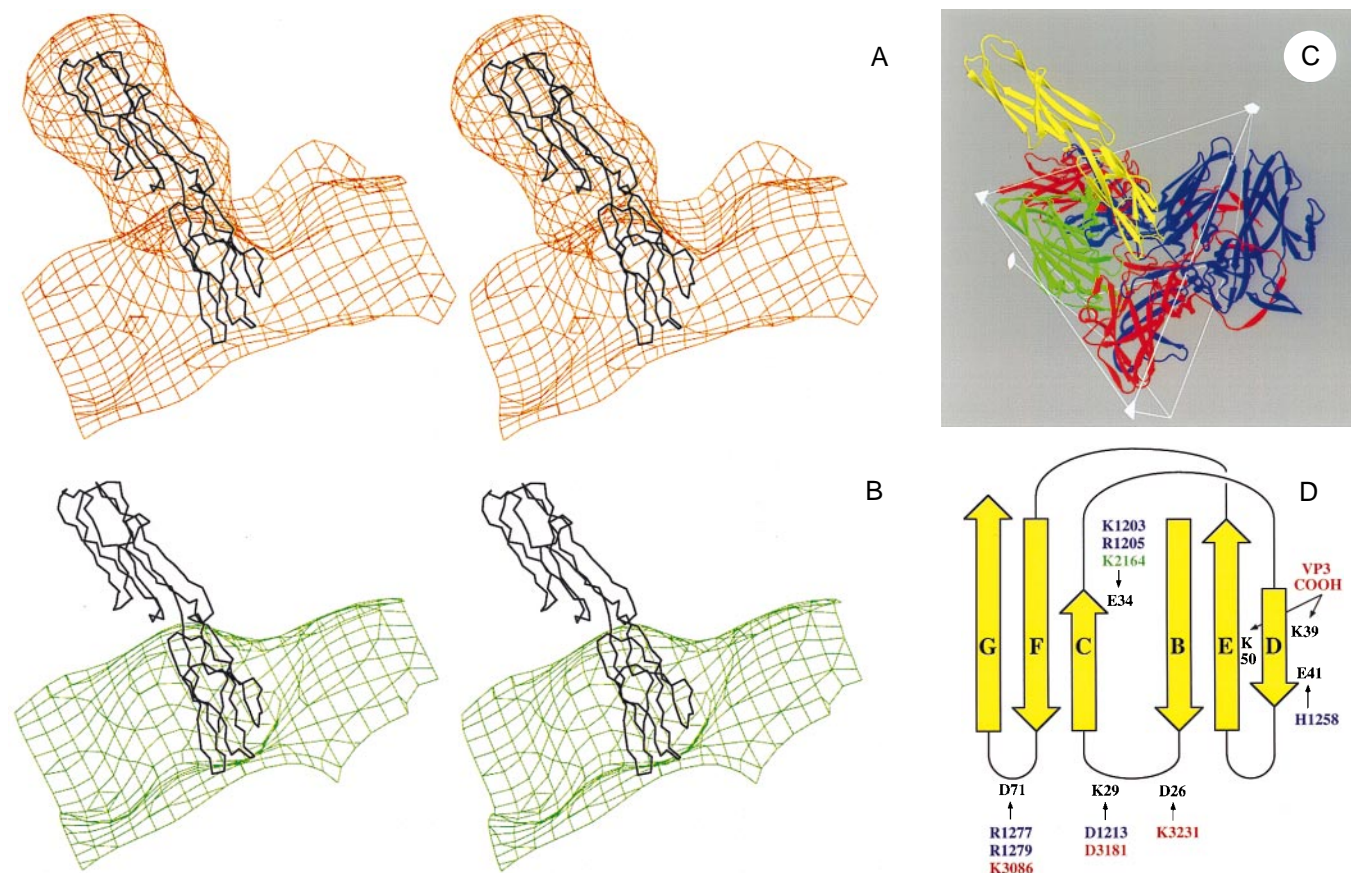 A
C
B
D
K1203
R1205
K2164
E34
VP3
COOH
K39
K
50
E41
H1258
G
F
C
B
E
D
D71
K29
D26
R1277
R1279
K3086
D1213
D3181
K3231